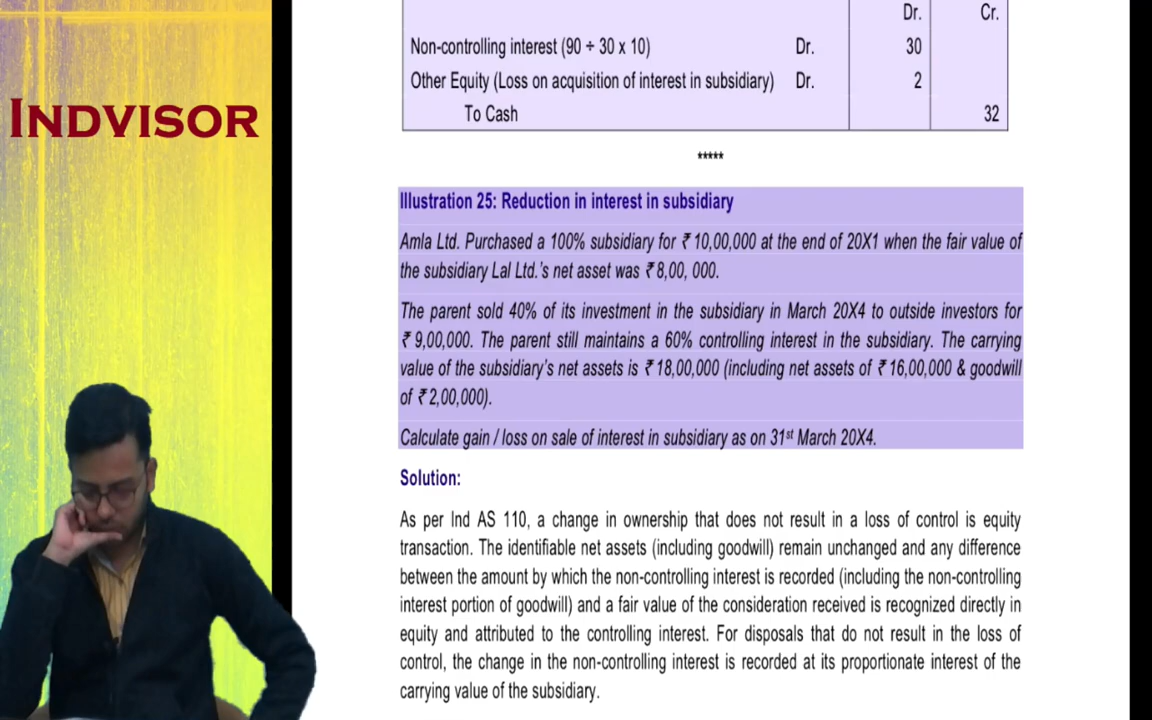 Dr. Cr.
Non-controlling interest (90 ÷ 30 x 10) Dr. 30
Other Equity (Loss on acquisition of interest in subsidiary) Dr. 2
To Cash 32
INDVISOR
*****
Illustration 25: Reduction in interest in subsidiary
Amla Ltd. Purchased a 100% subsidiary for ₹ 10,00,000 at the end of 20X1 when the fair value of
the subsidiary Lal Ltd.'s net asset was ₹ 8,00, 000.
The parent sold 40% of its investment in the subsidiary in March 20X4 to outside investors for
₹ 9,00,000. The parent still maintains a 60% controlling interest in the subsidiary. The carrying
value of the subsidiary's net assets is ₹ 18,00,000 (including net assets of ₹ 16,00,000 & goodwill
of ₹ 2,00,000).
Calculate gain / loss on sale of interest in subsidiary as on 31st March 20X4.
Solution:
As per Ind AS 110, a change in ownership that does not result in a loss of control is equity
transaction. The identifiable net assets (including goodwill) remain unchanged and any difference
between the amount by which the non-controlling interest is recorded (including the non-controlling
interest portion of goodwill) and a fair value of the consideration received is recognized directly in
equity and attributed to the controlling interest. For disposals that do not result in the loss of
control, the change in the non-controlling interest is recorded at its proportionate interest of the
carrying value of the subsidiary.